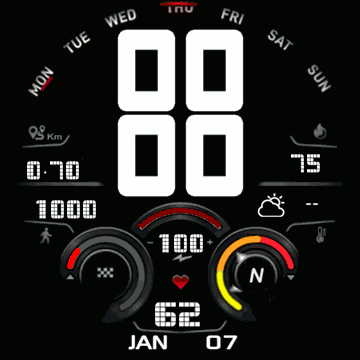 MON TUE WED THU FRI SAT SUN
00
00
Km
0.70 75
1000 --
- 100 +
N
62
JAN 07